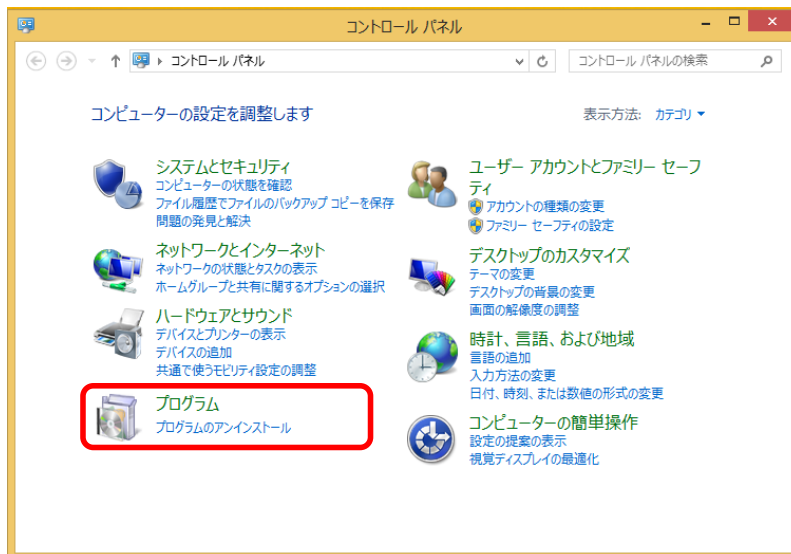 コントロール パネル
コントロール パネル
コントロール パネルの検索
コンピューターの設定を調整します
表示方法: カテゴリ
システムとセキュリティ
コンピューターの状態を確認
ファイル履歴でファイルのバックアップ コピーを保存
問題の発見と解決
ネットワークとインターネット
ネットワークの状態とタスクの表示
ホームグループと共有に関するオプションの選択
ハードウェアとサウンド
デバイスとプリンターの表示
デバイスの追加
共通で使うモビリティ設定の調整
プログラム
プログラムのアンインストール
ユーザー アカウントとファミリー セーフ
ティ
アカウントの種類の変更
ファミリー セーフティの設定
デスクトップのカスタマイズ
テーマの変更
デスクトップの背景の変更
画面の解像度の調整
時計、言語、および地域
言語の追加
入力方法の変更
日付、時刻、または数値の形式の変更
コンピューターの簡単操作
設定の提案の表示
視覚ディスプレイの最適化